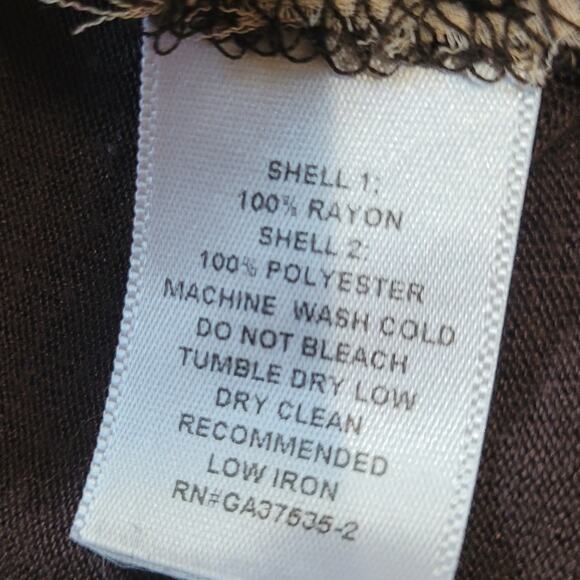 SHELL 1:
100% RAYON
SHELL 2:
100% POLYESTER
MACHINE WASH COLD
DO NOT BLEACH
TUMBLE DRY LOW
DRY CLEAN
RECOMMENDED
LOW IRON
RN#GA37635-2